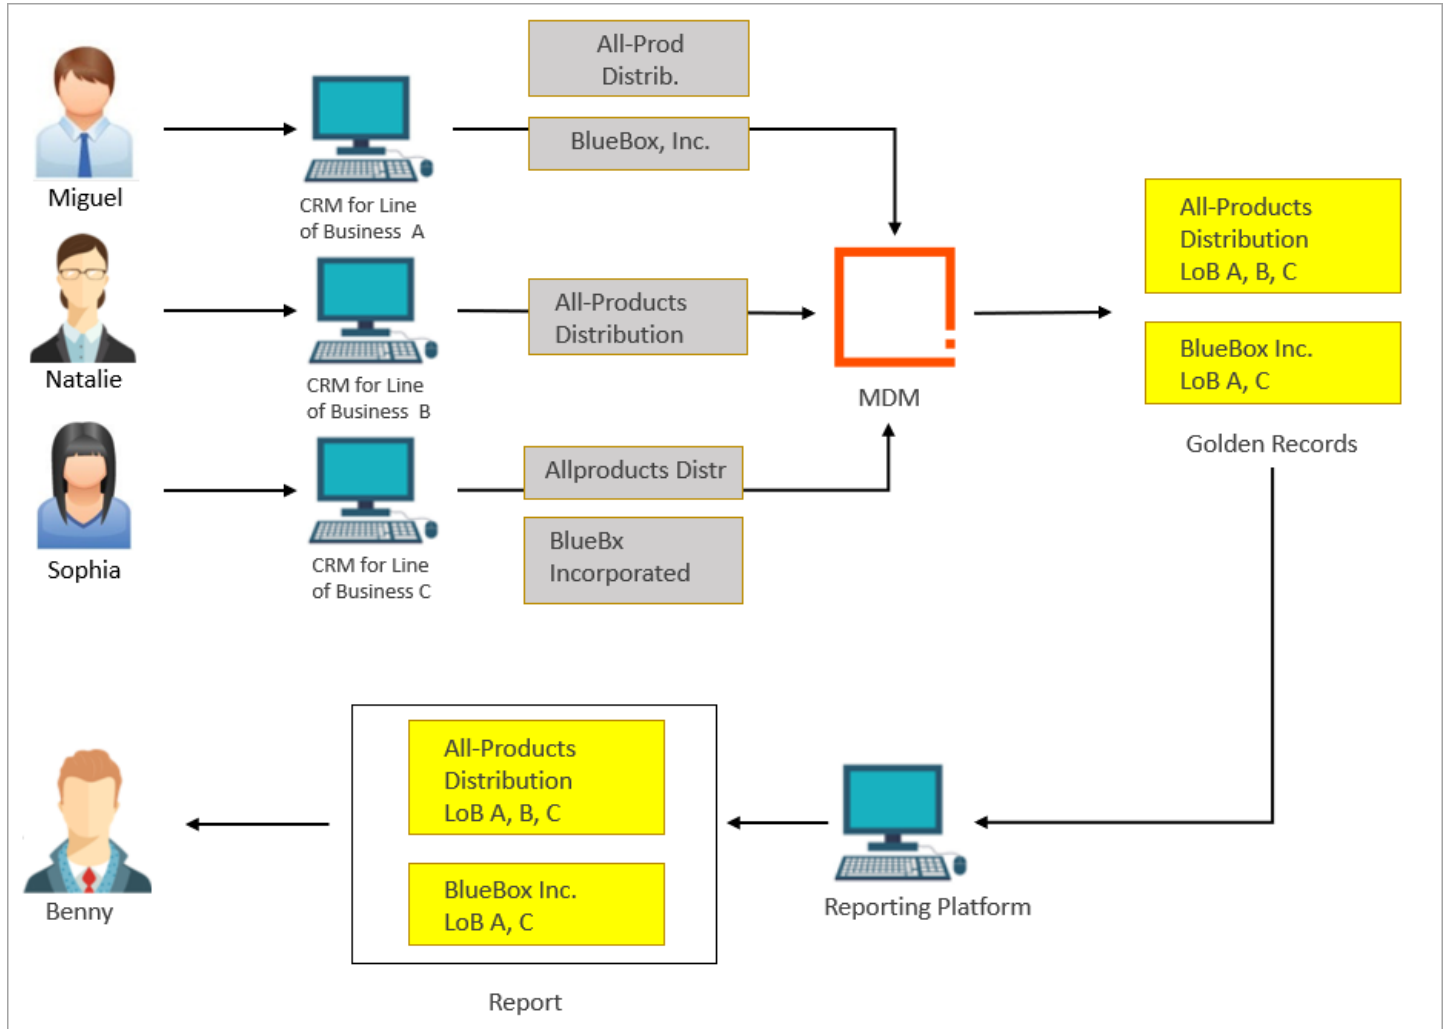 All-Prod
Distrib.
BlueBox, Inc.
Miguel
CRM for Line
of Business A
All-Products
Distribution
LoB A, B, C
BlueBox Inc.
LoB A, C
Golden Records
All-Products
Distribution
MDM
Natalie
CRM for Line
of Business B
Allproducts Distr
BlueBx
Incorporated
Sophia
CRM for Line
of Business C
All-Products
Distribution
LoB A, B, C
BlueBox Inc.
LoB A, C
Benny
Reporting Platform
Report